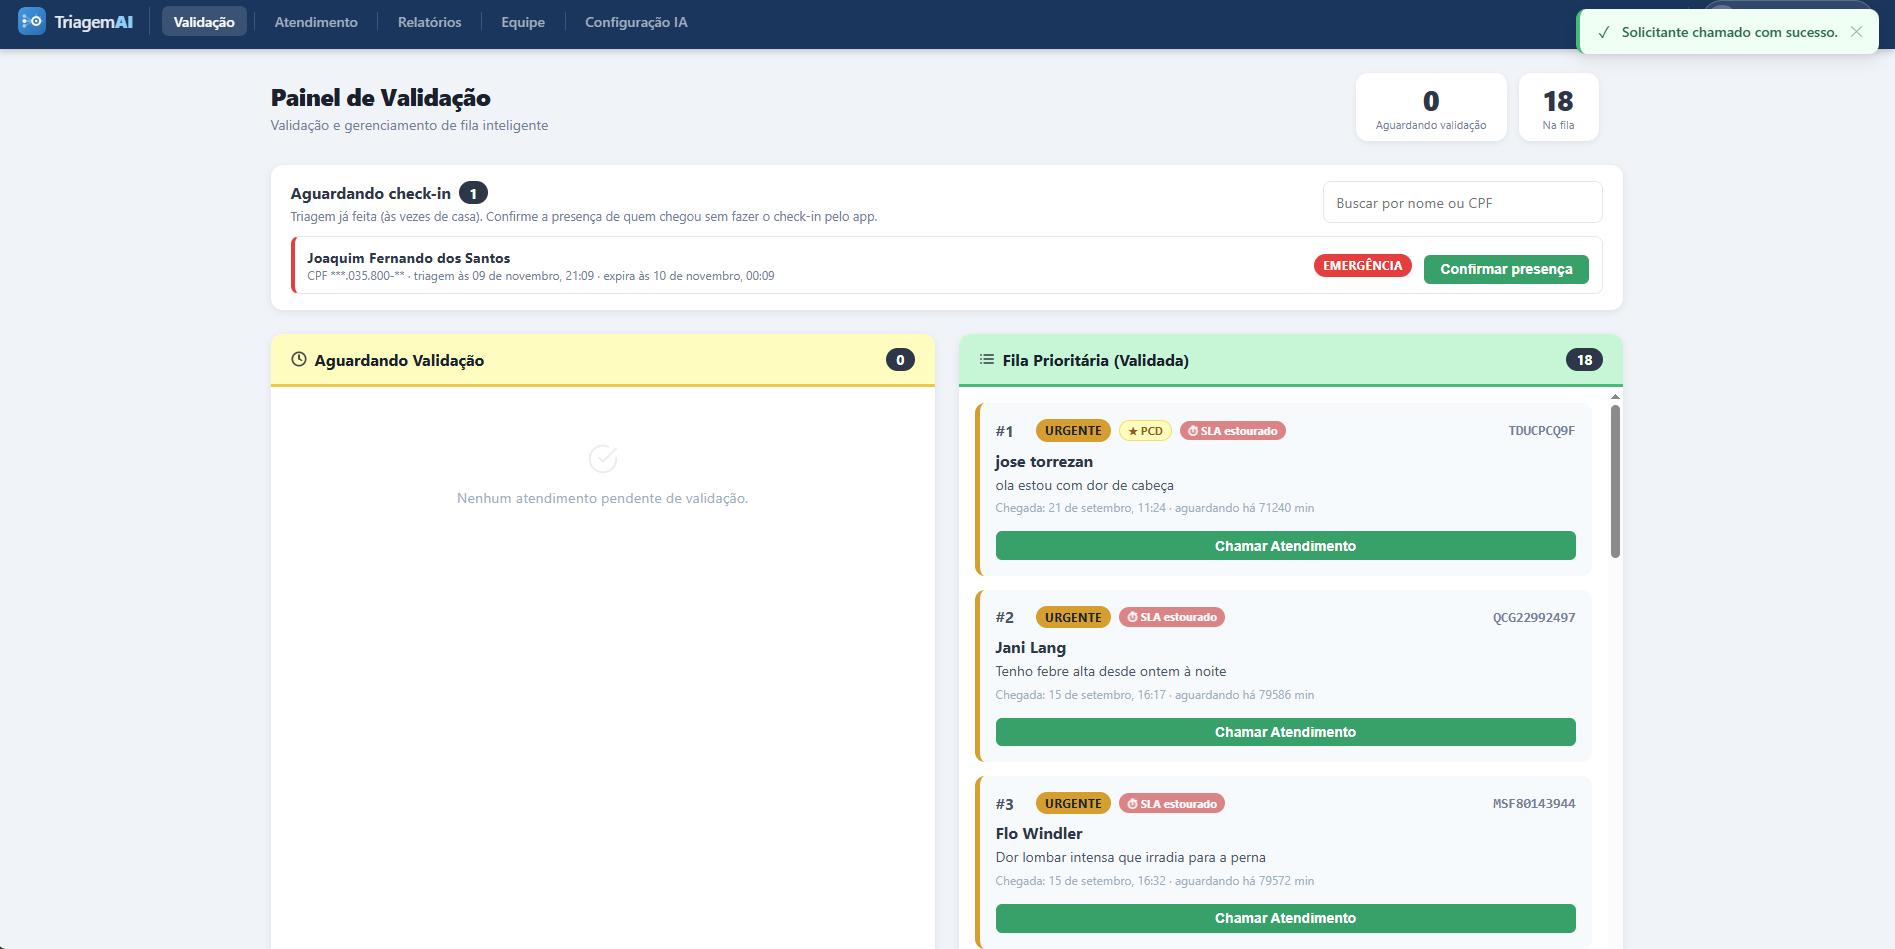 TriagemAI
Validação
Atendimento
Relatórios
Equipe
Configuração IA
✓ Solicitante chamado com sucesso.
Painel de Validação
Validação e gerenciamento de fila inteligente
0
Aguardando validação
18
Na fila
Aguardando check-in 1
Triagem já feita (às vezes de casa). Confirme a presença de quem chegou sem fazer o check-in pelo app.
Buscar por nome ou CPF
Joaquim Fernando dos Santos
CPF ***.035.800-** · triagem às 09 de novembro, 21:09 · expira às 10 de novembro, 00:09
EMERGÊNCIA
Confirmar presença
Aguardando Validação 0
Nenhum atendimento pendente de validação.
Fila Prioritária (Validada) 18
#1 URGENTE ★ PCD SLA estourado TDUCPCQ9F
jose torrezan
ola estou com dor de cabeça
Chegada: 21 de setembro, 11:24 · aguardando há 71240 min
Chamar Atendimento
#2 URGENTE SLA estourado QCG22992497
Jani Lang
Tenho febre alta desde ontem à noite
Chegada: 15 de setembro, 16:17 · aguardando há 79586 min
Chamar Atendimento
#3 URGENTE SLA estourado MSF80143944
Flo Windler
Dor lombar intensa que irradia para a perna
Chegada: 15 de setembro, 16:32 · aguardando há 79572 min
Chamar Atendimento